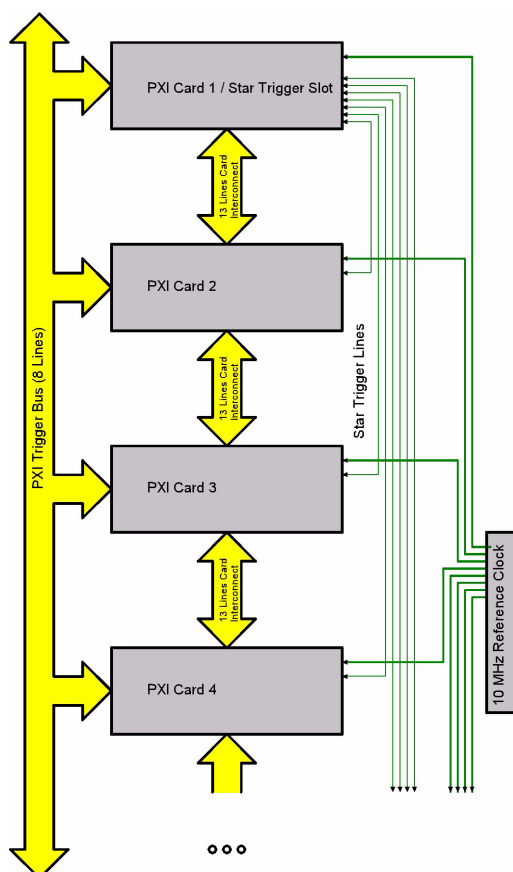 PXI Card 1 / Star Trigger Slot
13 Lines Card
Interconnect
PXI Card 2
PXI Trigger Bus (8 Lines)
13 Lines Card
Interconnect
Star Trigger Lines
PXI Card 3
13 Lines Card
Interconnect
10 MHz Reference Clock
PXI Card 4